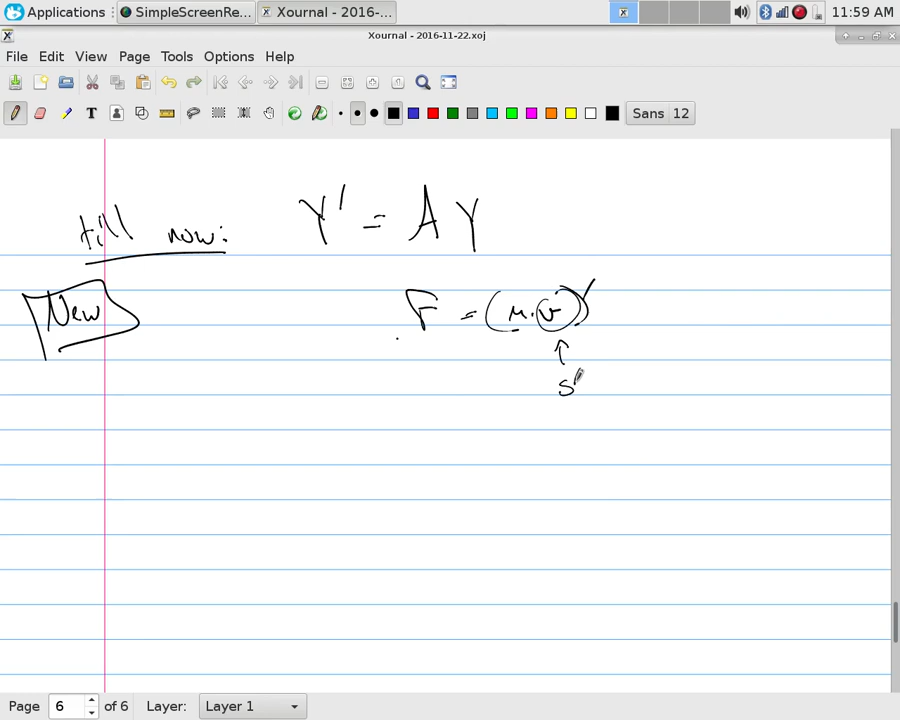 Applications SimpleScreenRe... Xournal - 2016-... 11:59 AM
Xournal - 2016-11-22.xoj
File Edit View Page Tools Options Help
Sans 12
till now: Y' = A Y
New F = (m·v)'
↑
s'
Page 6 of 6 Layer: Layer 1